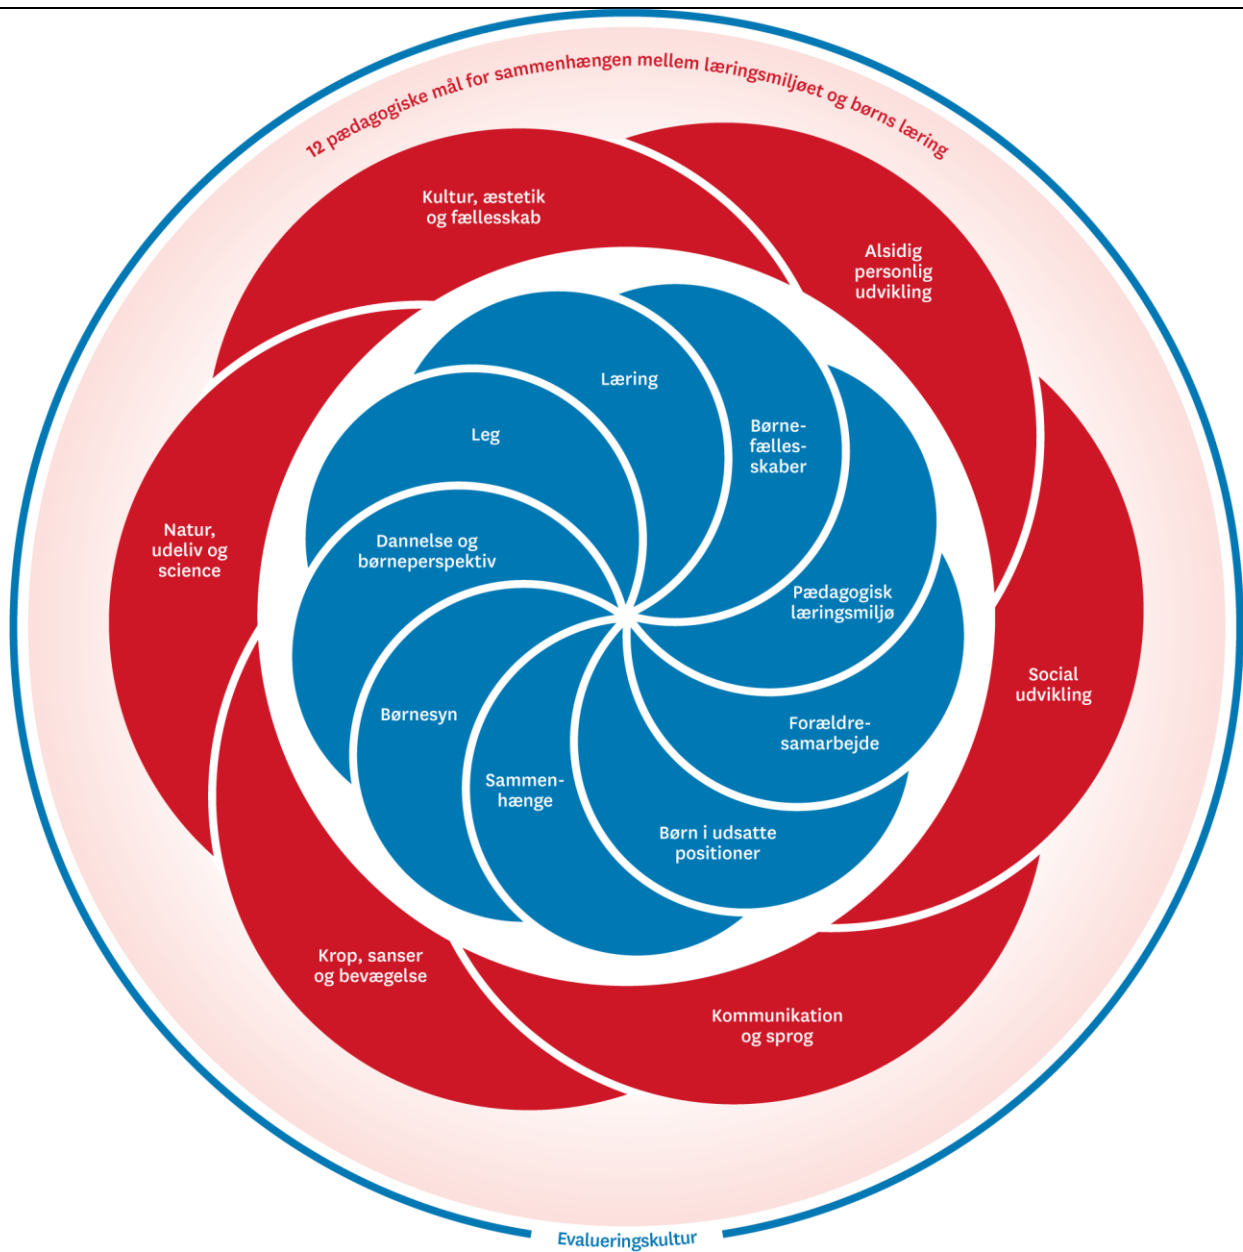 12 pædagogiske mål for sammenhængen mellem læringsmiljøet og børns læring
Kultur, æstetik
og fællesskab
Alsidig
personlig
udvikling
Læring
Børne-
fælles-
skaber
Leg
Natur,
udeliv og
science
Dannelse og
børneperspektiv
Pædagogisk
læringsmiljø
Social
udvikling
Børnesyn
Forældre-
samarbejde
Sammen-
hænge
Børn i udsatte
positioner
Krop, sanser
og bevægelse
Kommunikation
og sprog
Evalueringskultur